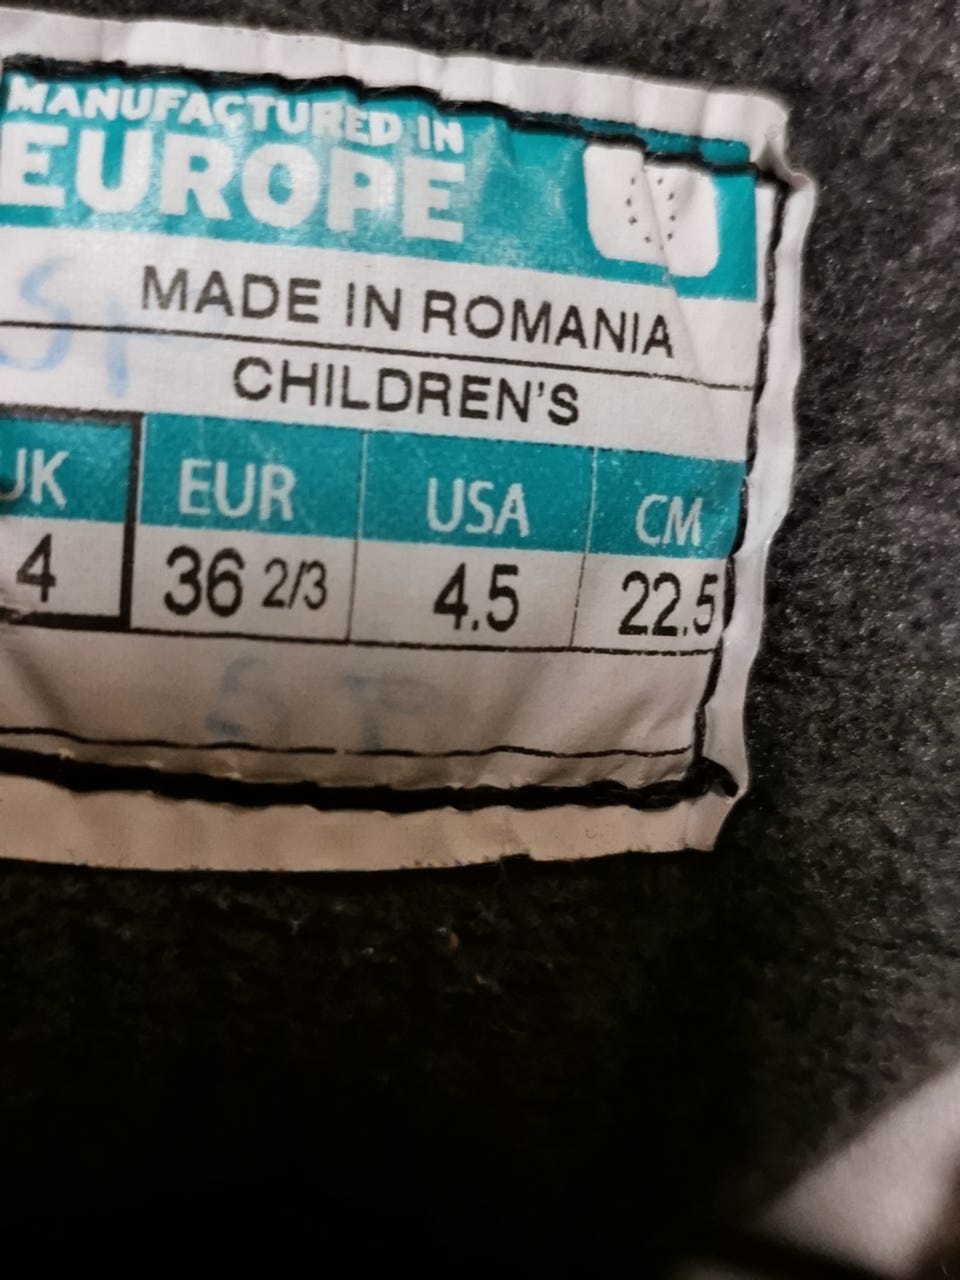 MANUFACTURED IN
EUROPE
MADE IN ROMANIA
CHILDREN'S
UK EUR USA CM
4 36 2/3 4.5 22.5
SP